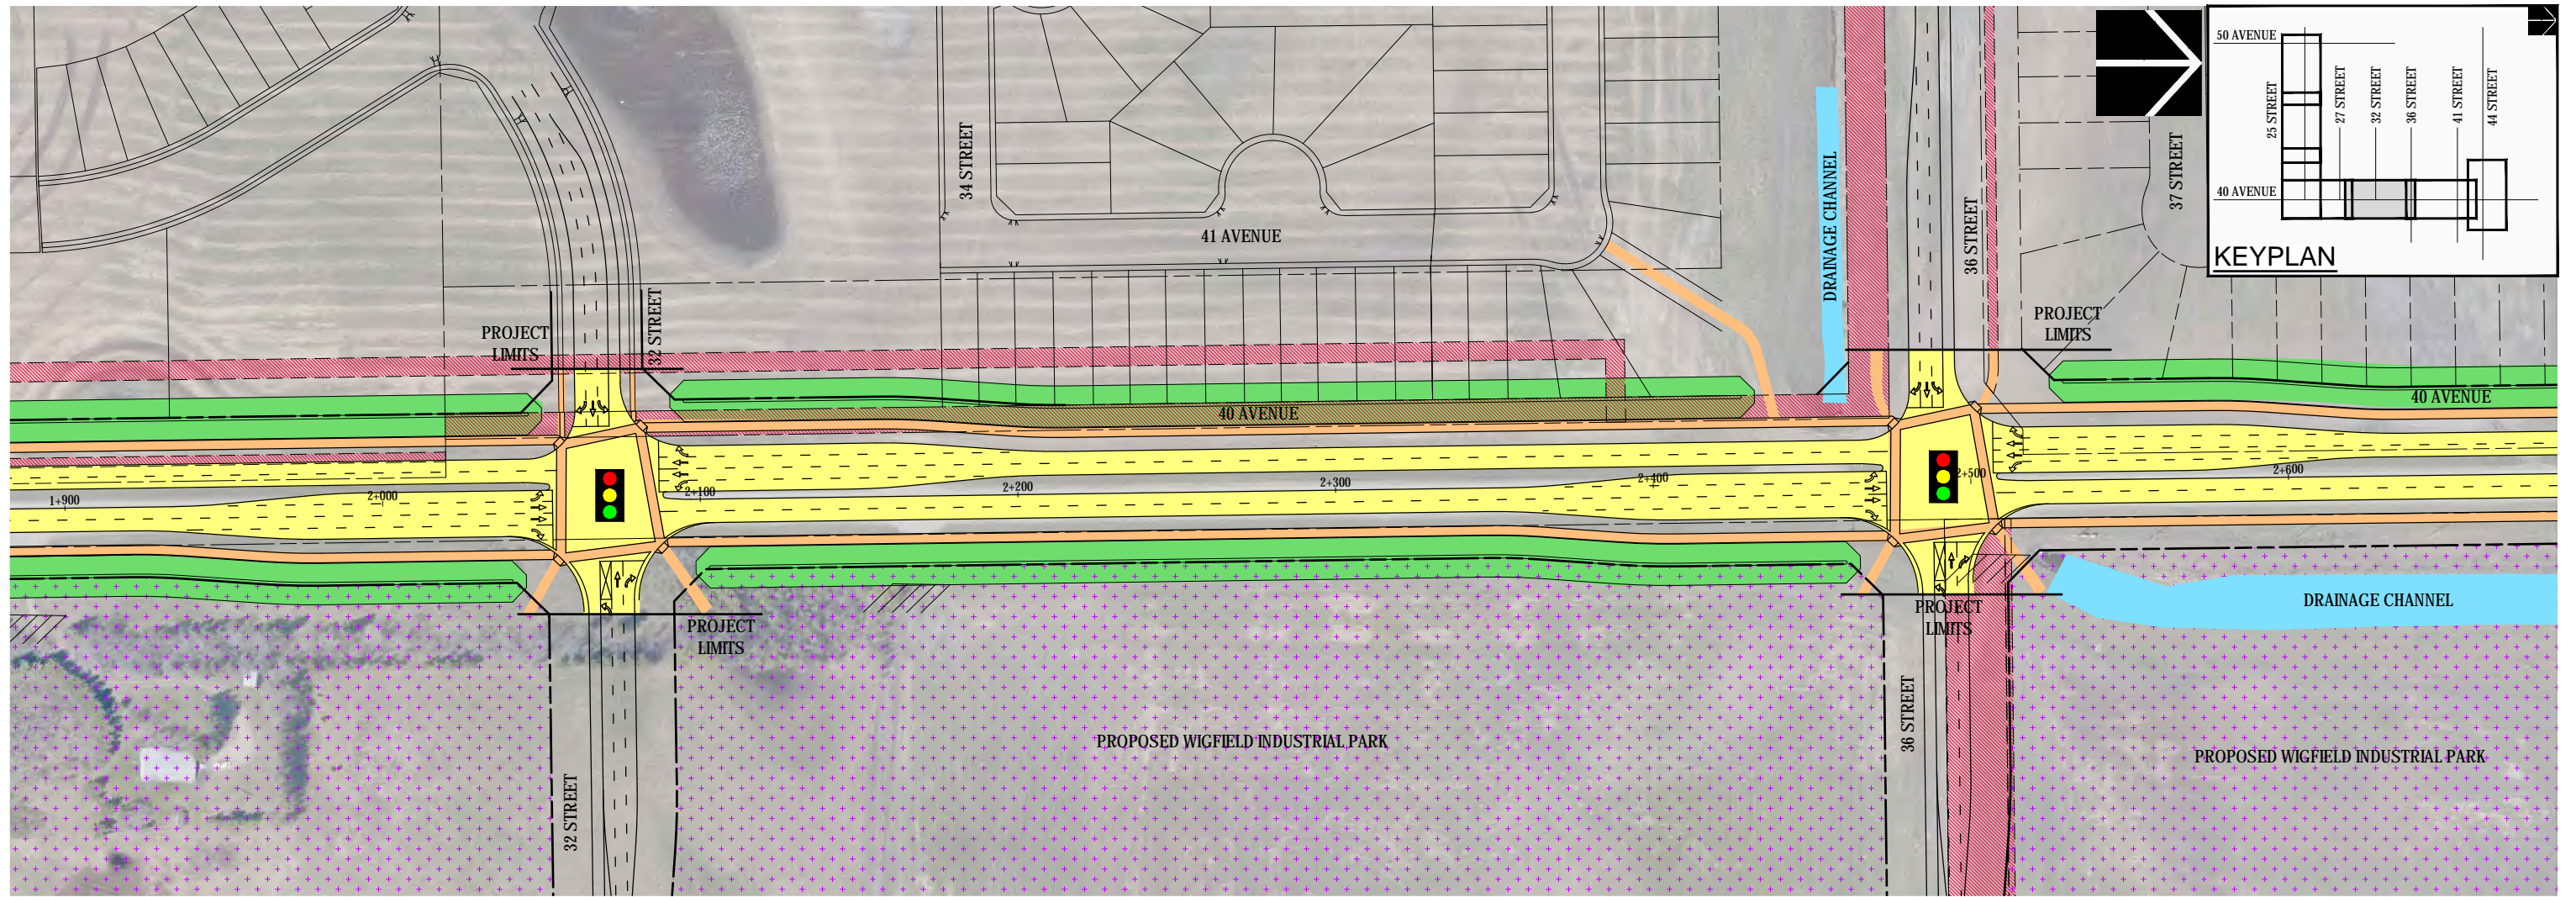 50 AVENUE
25 STREET
27 STREET
32 STREET
36 STREET
41 STREET
44 STREET
40 AVENUE
KEYPLAN
34 STREET
41 AVENUE
DRAINAGE CHANNEL
36 STREET
37 STREET
PROJECT
LIMITS
32 STREET
PROJECT
LIMITS
40 AVENUE
40 AVENUE
1+900
2+000
2+100
2+200
2+300
2+400
2+500
2+600
PROJECT
LIMITS
PROJECT
LIMITS
DRAINAGE CHANNEL
32 STREET
PROPOSED WIGFIELD INDUSTRIAL PARK
36 STREET
PROPOSED WIGFIELD INDUSTRIAL PARK